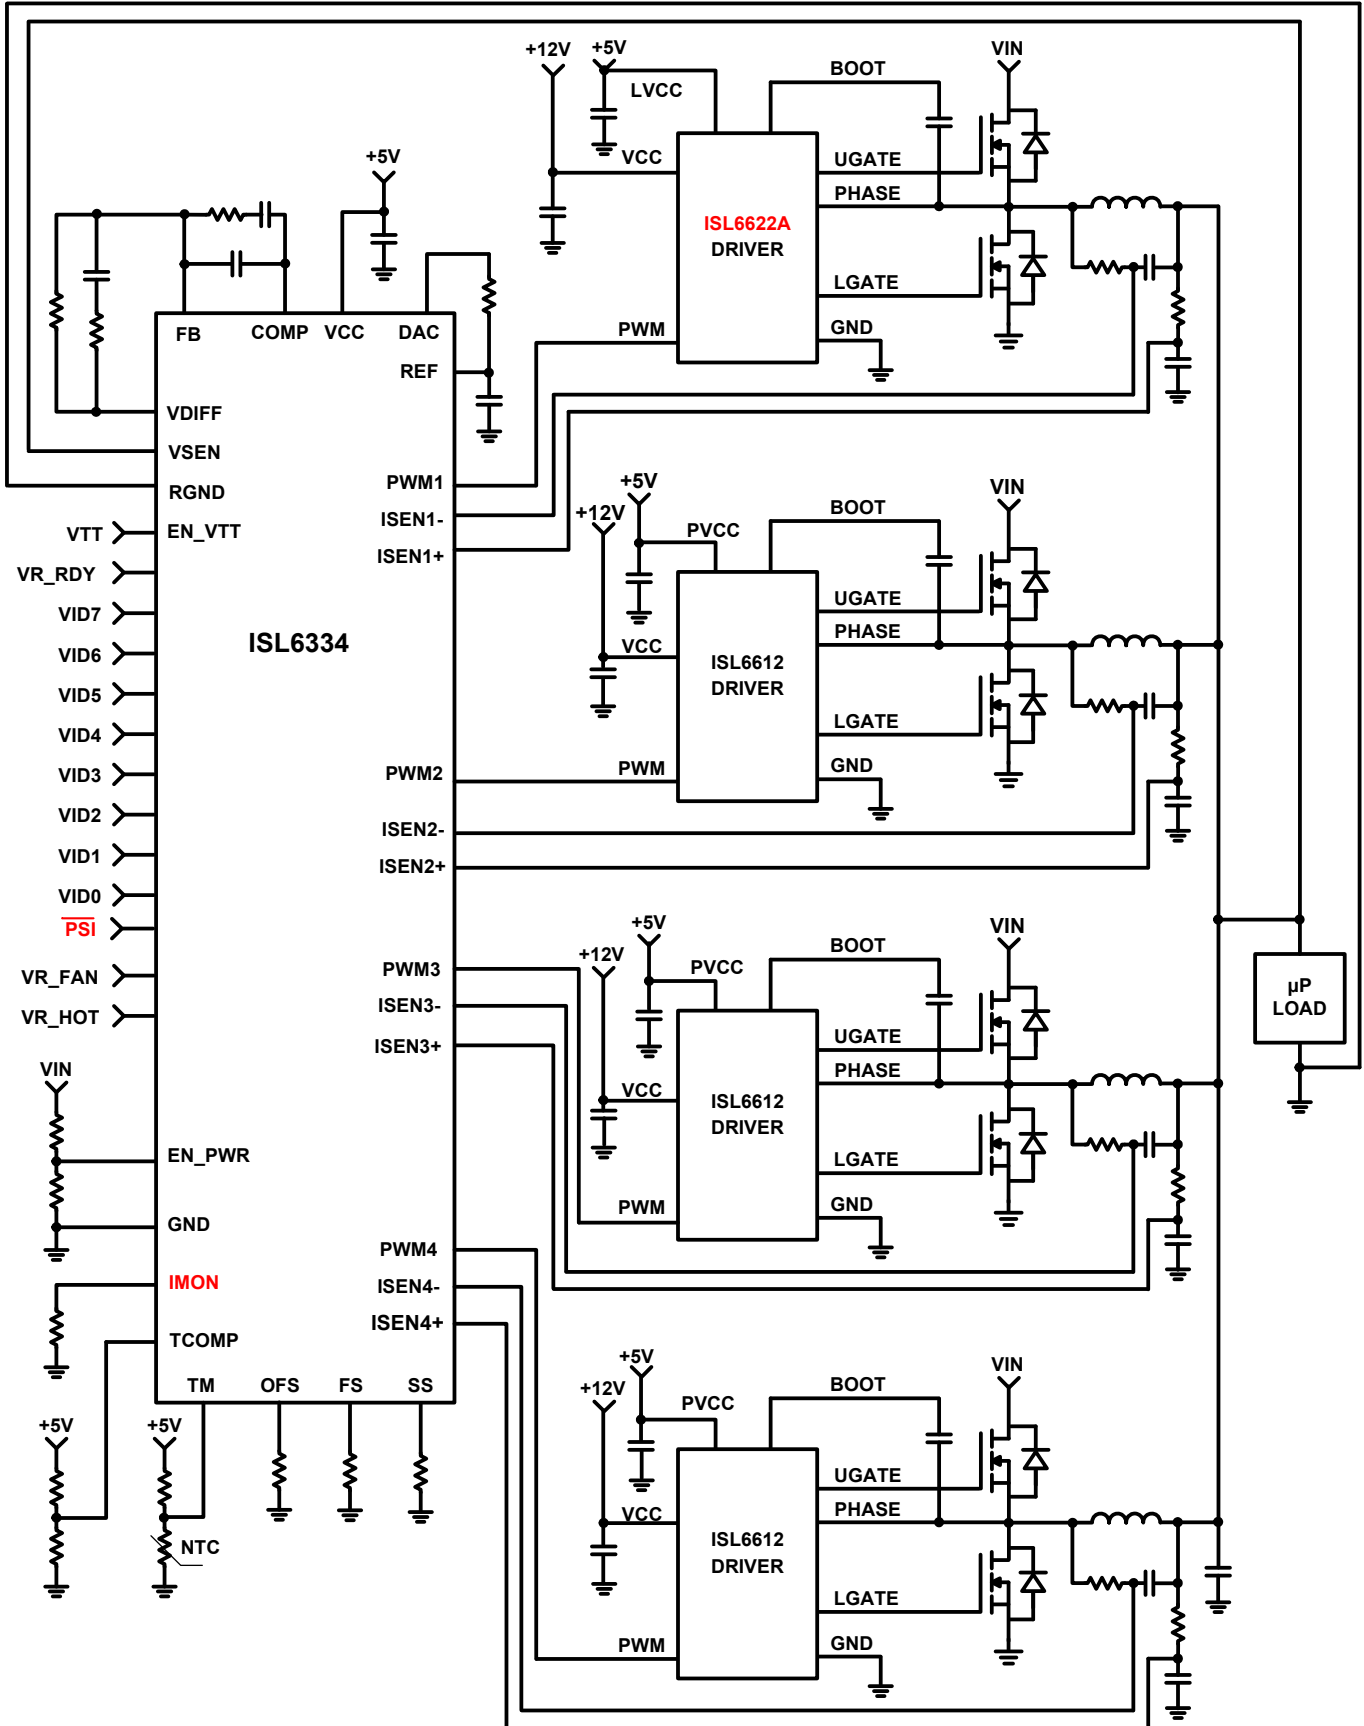 +12V
+5V
LVCC
BOOT
VIN
VCC
UGATE
PHASE
ISL6622A
DRIVER
LGATE
PWM
GND
+5V
FB
COMP
VCC
DAC
REF
VDIFF
VSEN
RGND
EN_VTT
VTT
VR_RDY
VID7
VID6
VID5
VID4
VID3
VID2
VID1
VID0
PSI
VR_FAN
VR_HOT
VIN
EN_PWR
GND
IMON
TCOMP
TM
OFS
FS
SS
ISL6334
PWM1
ISEN1-
ISEN1+
PWM2
ISEN2-
ISEN2+
PWM3
ISEN3-
ISEN3+
PWM4
ISEN4-
ISEN4+
+5V
+5V
NTC
+5V
+12V
PVCC
BOOT
VIN
VCC
UGATE
PHASE
ISL6612
DRIVER
LGATE
PWM
GND
+5V
+12V
PVCC
BOOT
VIN
VCC
UGATE
PHASE
ISL6612
DRIVER
LGATE
PWM
GND
µP
LOAD
+5V
+12V
PVCC
BOOT
VIN
VCC
UGATE
PHASE
ISL6612
DRIVER
LGATE
PWM
GND